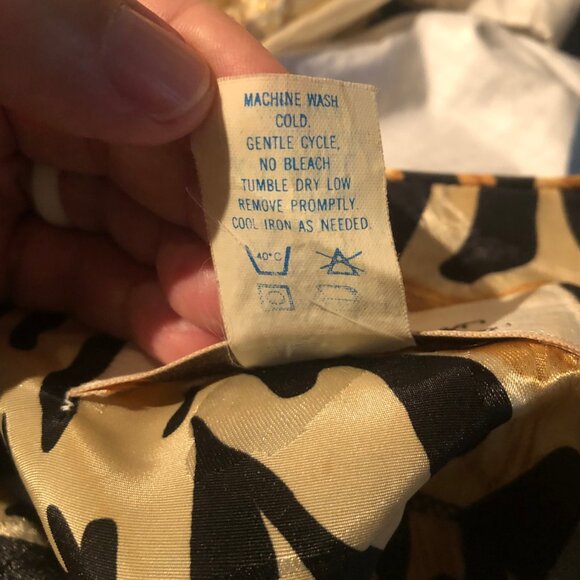 MACHINE WASH
COLD.
GENTLE CYCLE,
NO BLEACH
TUMBLE DRY LOW
REMOVE PROMPTLY.
COOL IRON AS NEEDED.
40°C